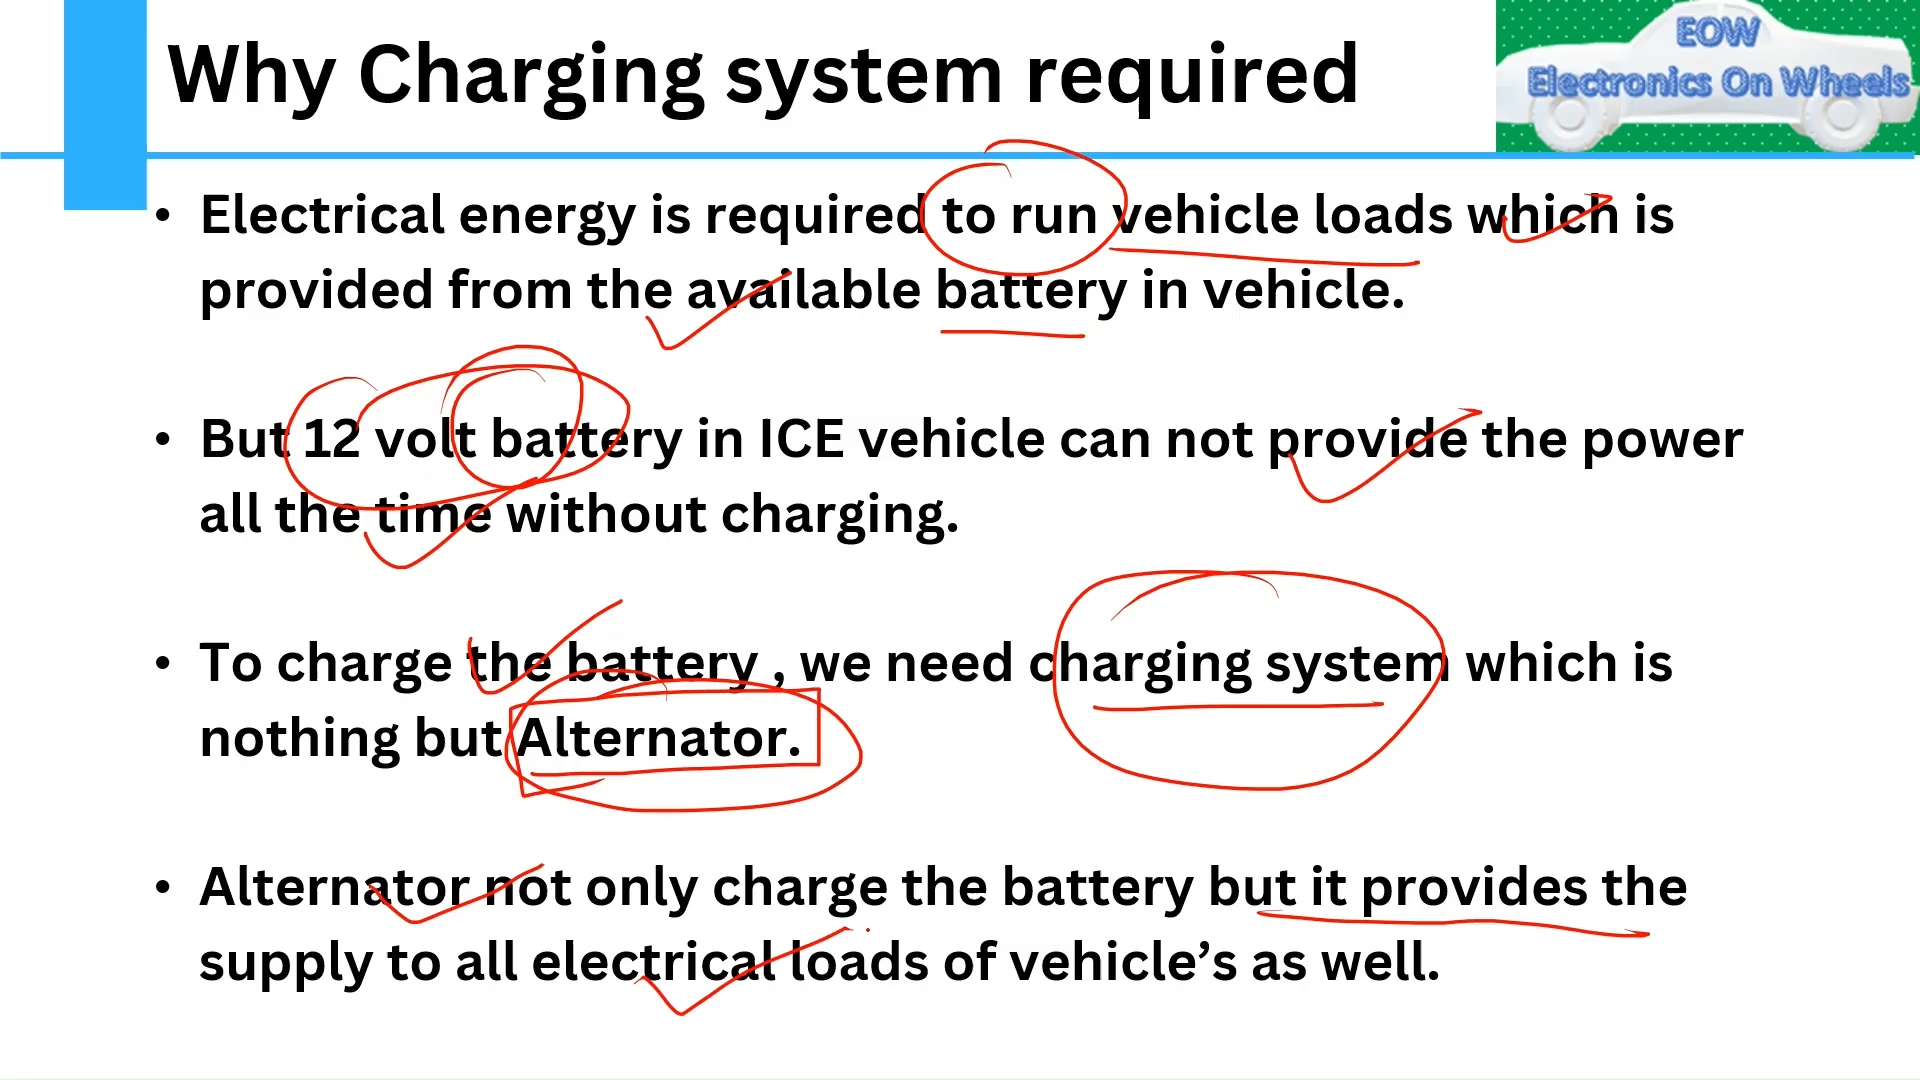 Why Charging system required
EOW
Electronics On Wheels
• Electrical energy is required to run vehicle loads which is
provided from the available battery in vehicle.
• But 12 volt battery in ICE vehicle can not provide the power
all the time without charging.
• To charge the battery , we need charging system which is
nothing but Alternator.
• Alternator not only charge the battery but it provides the
supply to all electrical loads of vehicle’s as well.